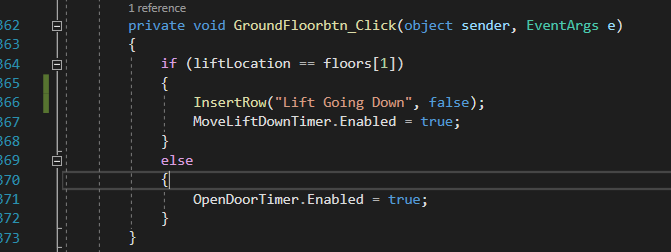 1 reference
362 private void GroundFloorbtn_Click(object sender, EventArgs e)
363 {
364 if (liftLocation == floors[1])
365 {
366 InsertRow("Lift Going Down", false);
367 MoveLiftDownTimer.Enabled = true;
368 }
369 else
370 {
371 OpenDoorTimer.Enabled = true;
372 }
373 }